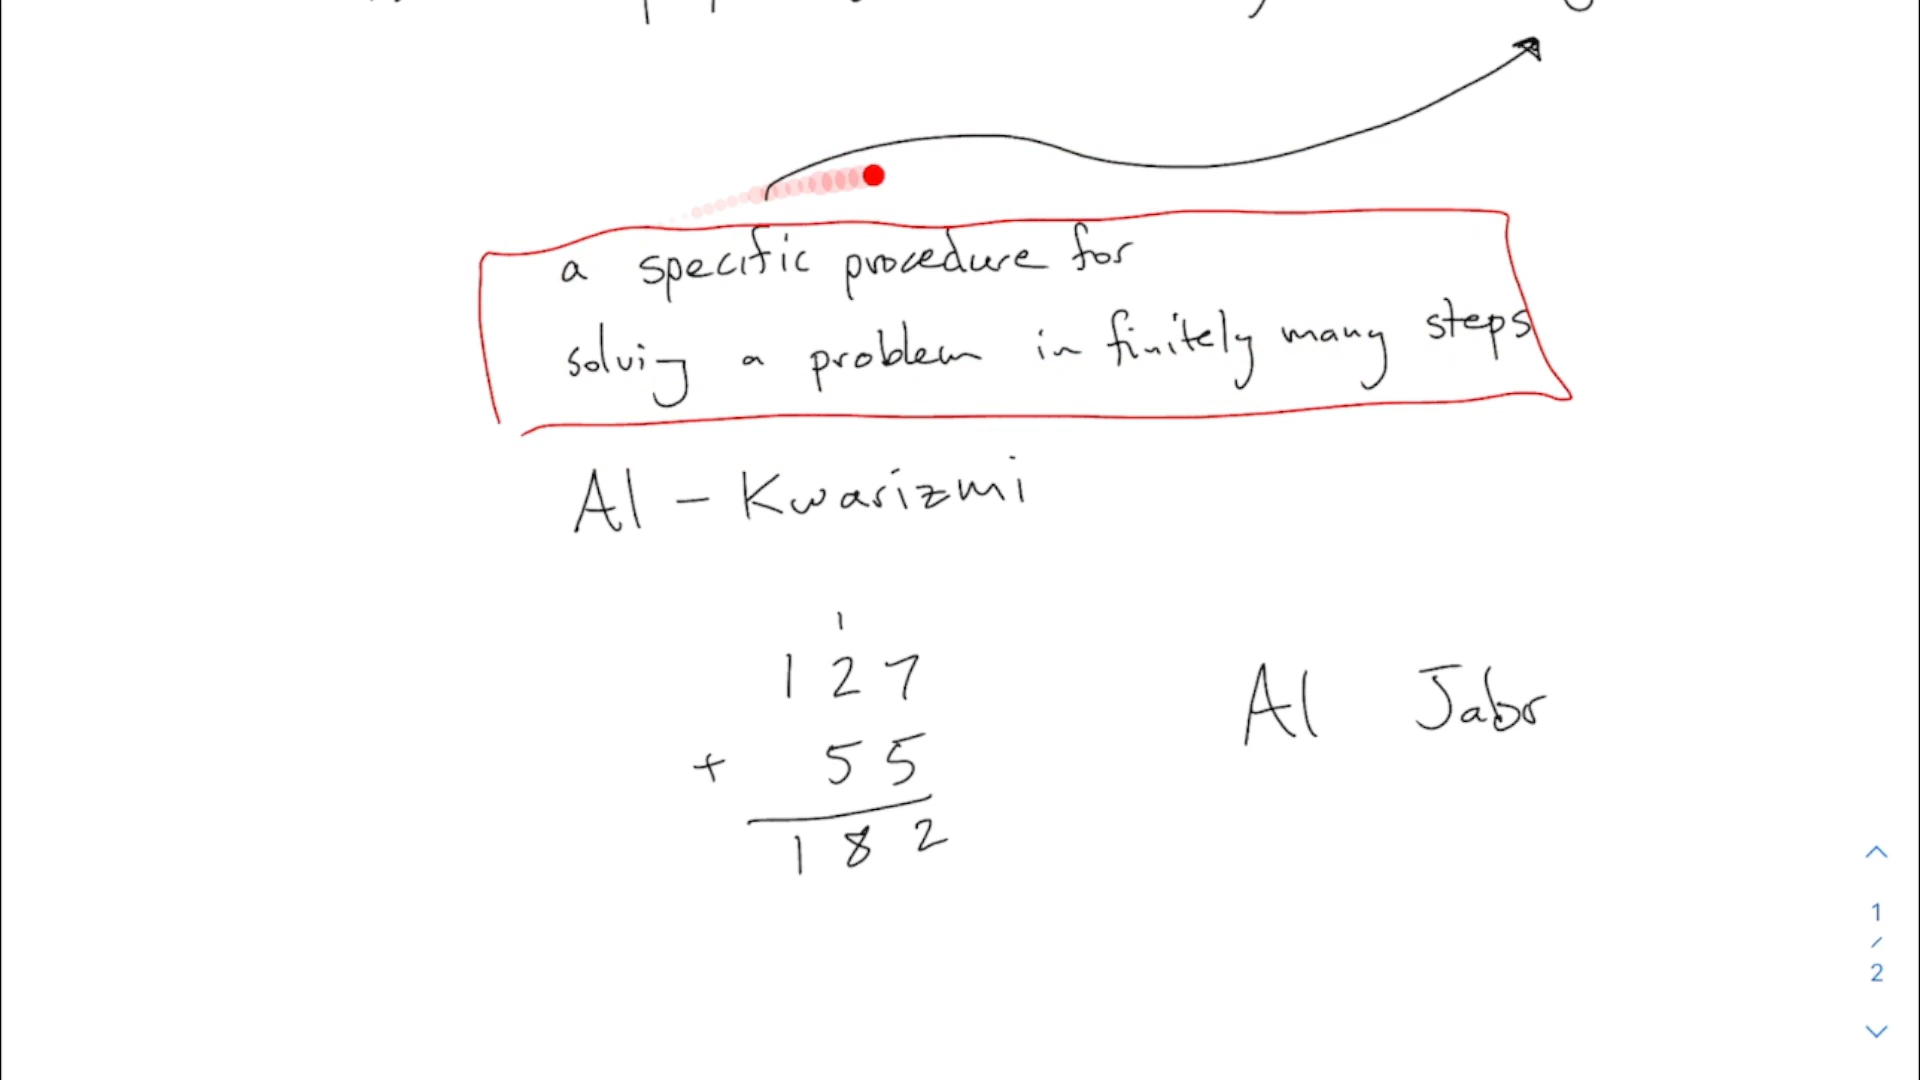 a specific procedure for
solving a problem in finitely many steps
Al - Kwarizmi
1
127
+ 55
182
Al Jabr
1
/
2